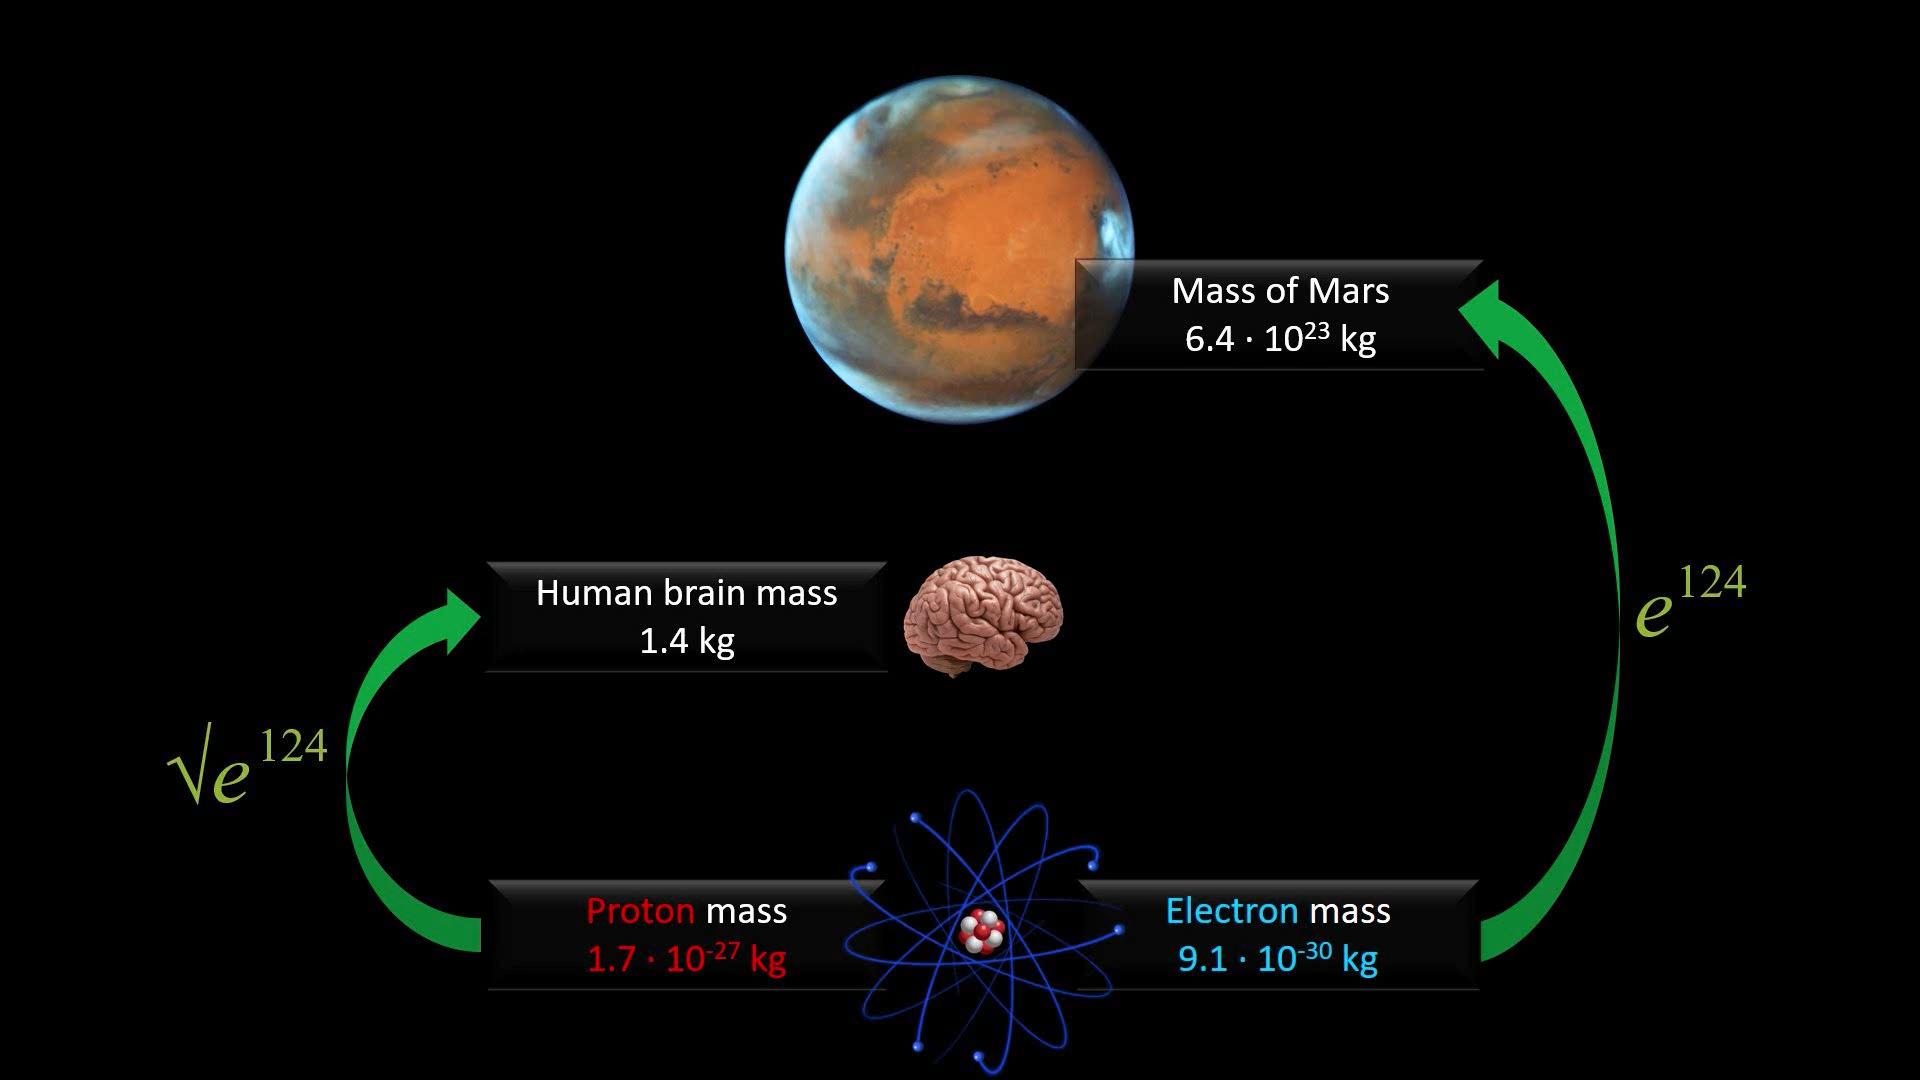 Mass of Mars
6.4 · 10²³ kg
Human brain mass
1.4 kg
e¹²⁴
√e¹²⁴
Proton mass
1.7 · 10⁻²⁷ kg
Electron mass
9.1 · 10⁻³⁰ kg